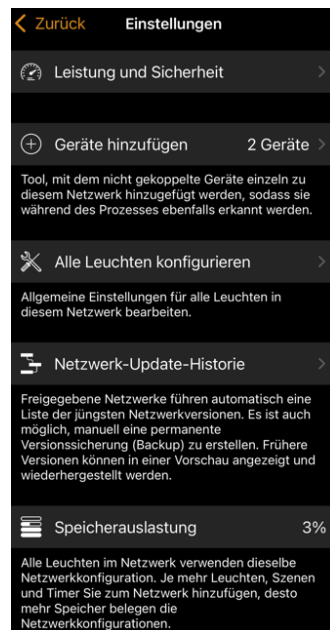 Zurück Einstellungen
Leistung und Sicherheit
Geräte hinzufügen 2 Geräte
Tool, mit dem nicht gekoppelte Geräte einzeln zu
diesem Netzwerk hinzugefügt werden, sodass sie
während des Prozesses ebenfalls erkannt werden.
Alle Leuchten konfigurieren
Allgemeine Einstellungen für alle Leuchten in
diesem Netzwerk bearbeiten.
Netzwerk-Update-Historie
Freigegebene Netzwerke führen automatisch eine
Liste der jüngsten Netzwerkversionen. Es ist auch
möglich, manuell eine permanente
Versionssicherung (Backup) zu erstellen. Frühere
Versionen können in einer Vorschau angezeigt und
wiederhergestellt werden.
Speicherauslastung 3%
Alle Leuchten im Netzwerk verwenden dieselbe
Netzwerkkonfiguration. Je mehr Leuchten, Szenen
und Timer Sie zum Netzwerk hinzufügen, desto
mehr Speicher belegen die
Netzwerkkonfigurationen.